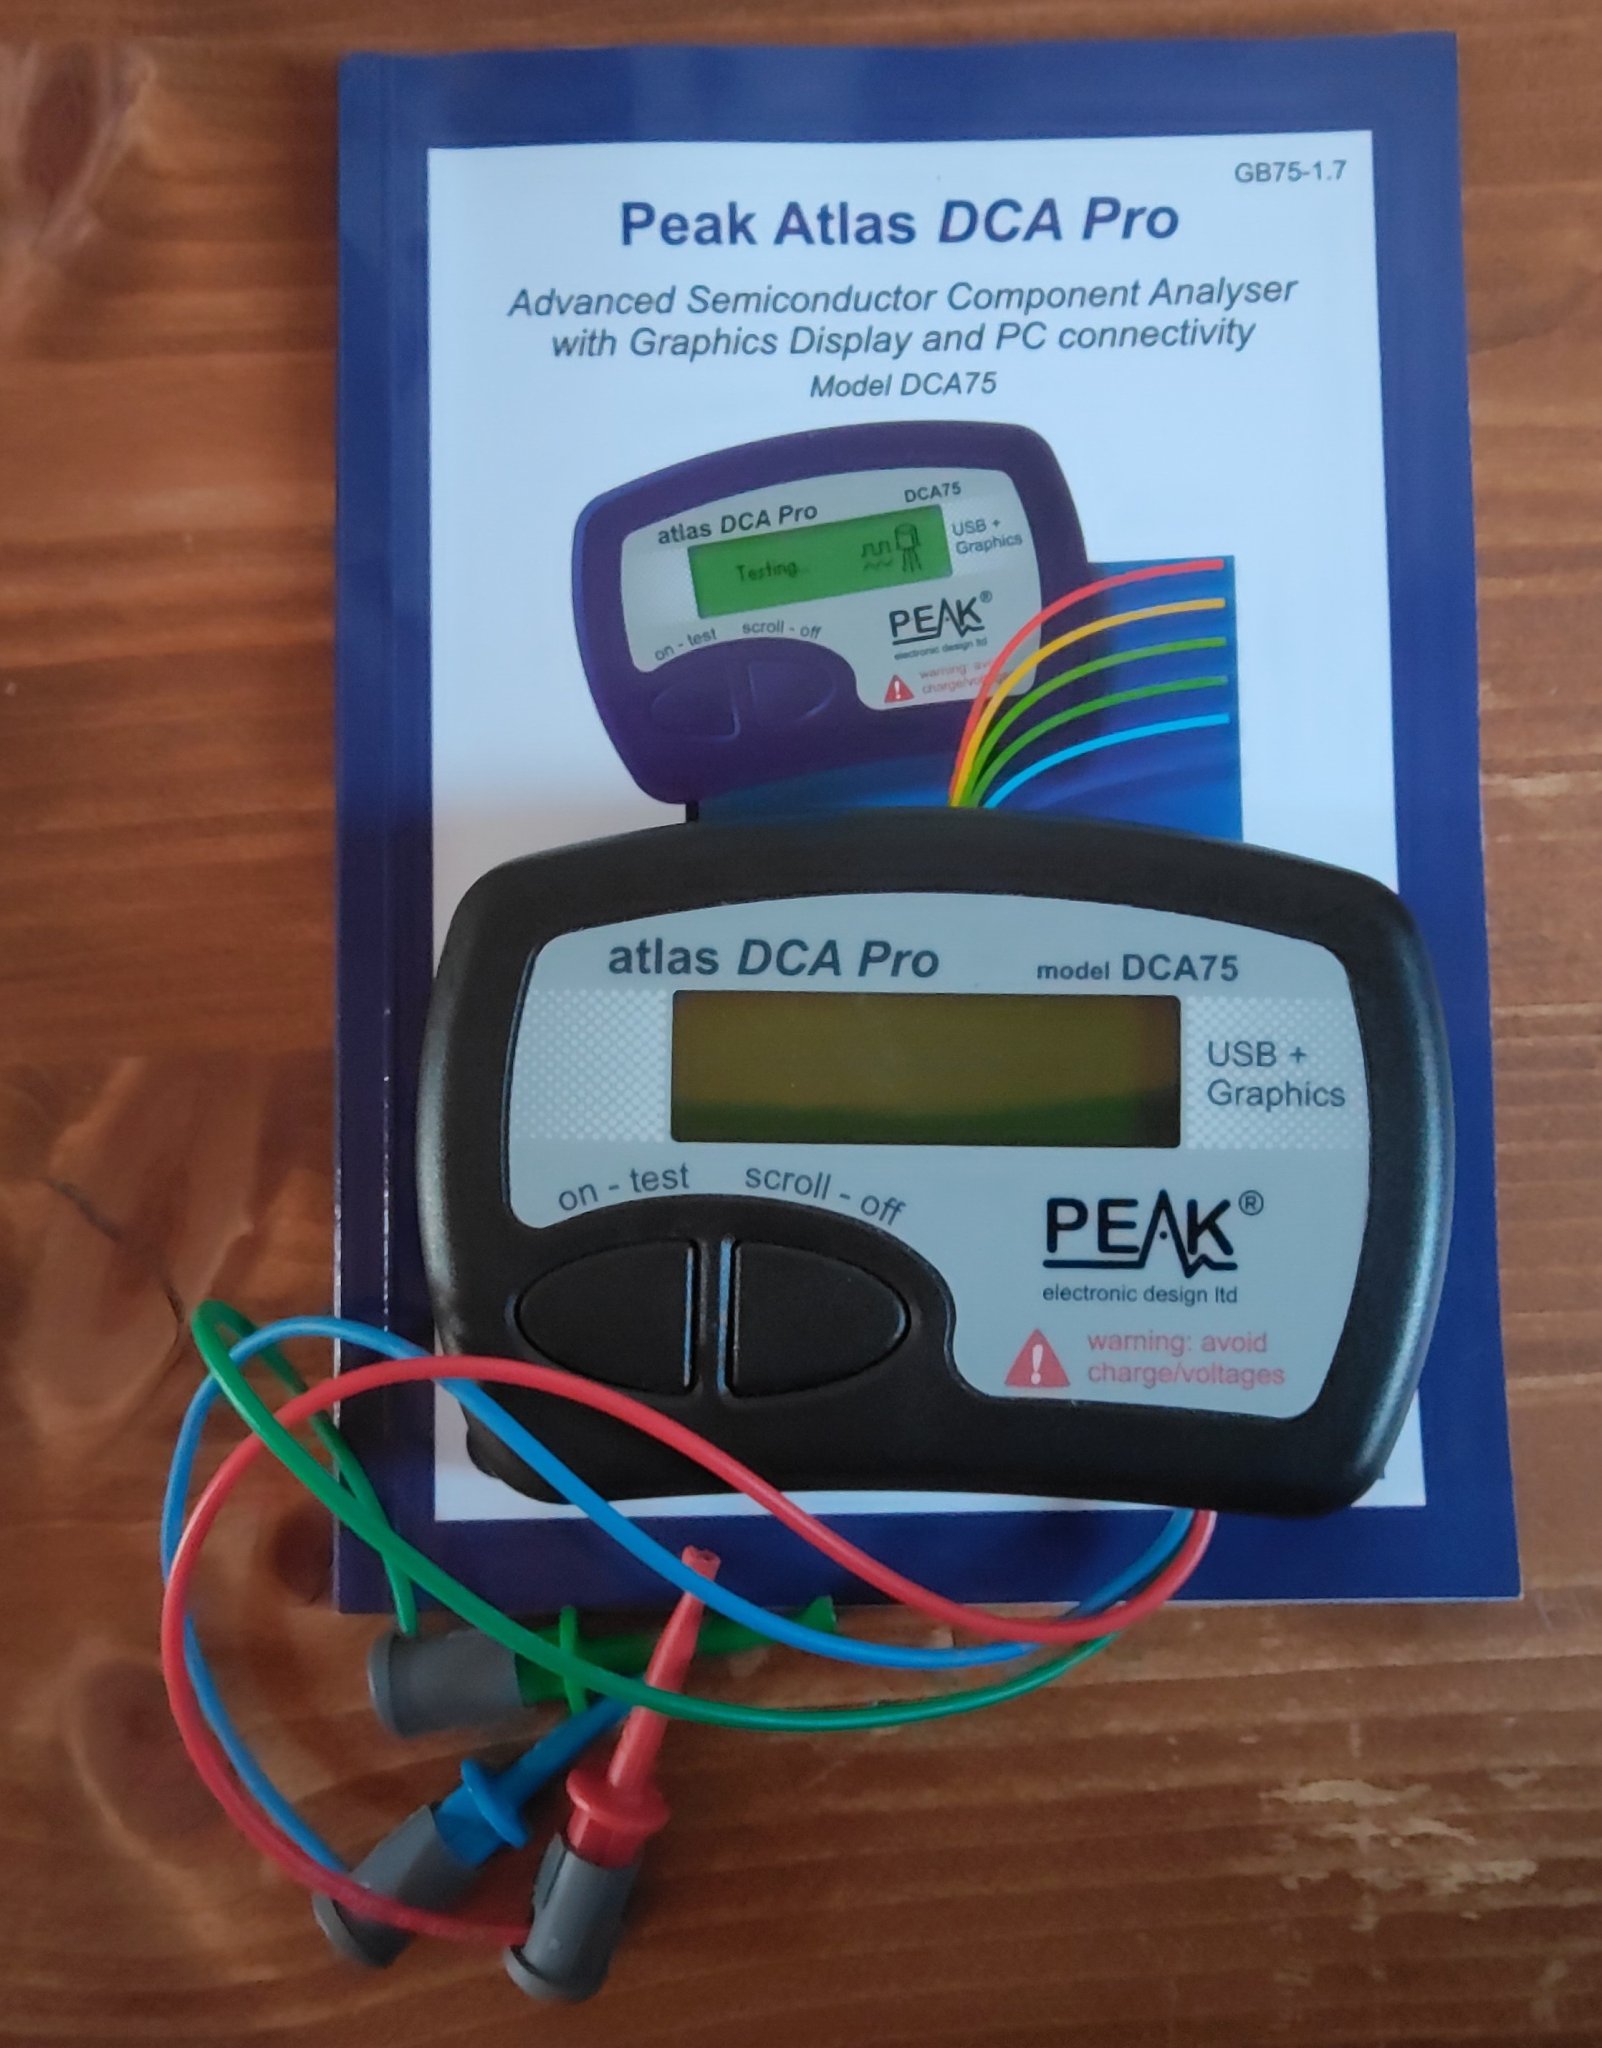 GB75-1.7
Peak Atlas DCA Pro
Advanced Semiconductor Component Analyser
with Graphics Display and PC connectivity
Model DCA75
atlas DCA Pro
DCA75
Testing...
USB +
Graphics
on - test
scroll - off
PEAK®
electronic design ltd
warning:
atlas DCA Pro
model DCA75
USB +
Graphics
on - test
scroll - off
PEAK®
electronic design ltd
warning: avoid
charge/voltages